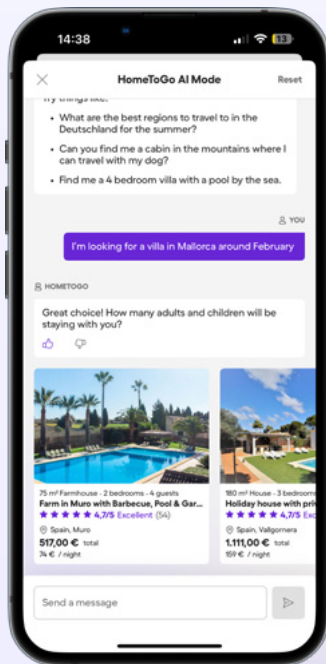 14:38
13
HomeToGo AI Mode
Reset
Try things like:
• What are the best regions to travel to in the
Deutschland for the summer?
• Can you find me a cabin in the mountains where I
can travel with my dog?
• Find me a 4 bedroom villa with a pool by the sea.
YOU
I'm looking for a villa in Mallorca around February
HOMETOGO
Great choice! How many adults and children will be
staying with you?
75 m² Farmhouse - 2 bedrooms - 4 guests
Farm in Muro with Barbecue, Pool & Gar...
4,7/5 Excellent (54)
Spain, Muro
517,00 € total
74 € / night
180 m² House - 3 bedroom
Holiday house with pri
4,7/5 Exc
Spain, Vallgornera
1.111,00 € total
159 € / night
Send a message